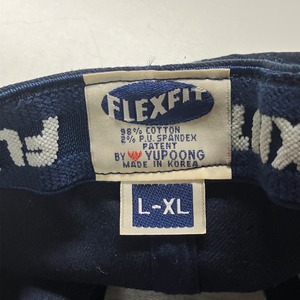 FLEXFIT
98% COTTON
2% P.U. SPANDEX
PATENT
BY YUPOONG
MADE IN KOREA
L-XL